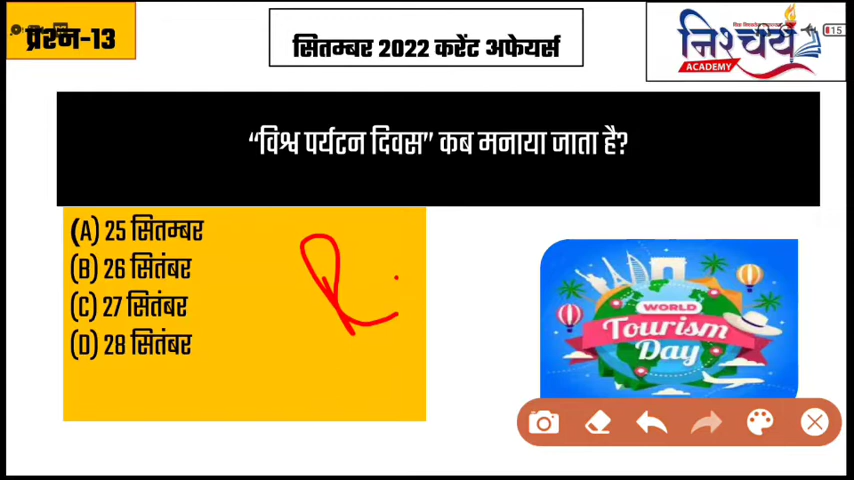 प्रश्न-13
सितम्बर 2022 करेंट अफेयर्स
निश्चय
ACADEMY
15
“विश्व पर्यटन दिवस” कब मनाया जाता है?
(A) 25 सितम्बर
(B) 26 सितंबर
(C) 27 सितंबर
(D) 28 सितंबर
WORLD
Tourism
Day